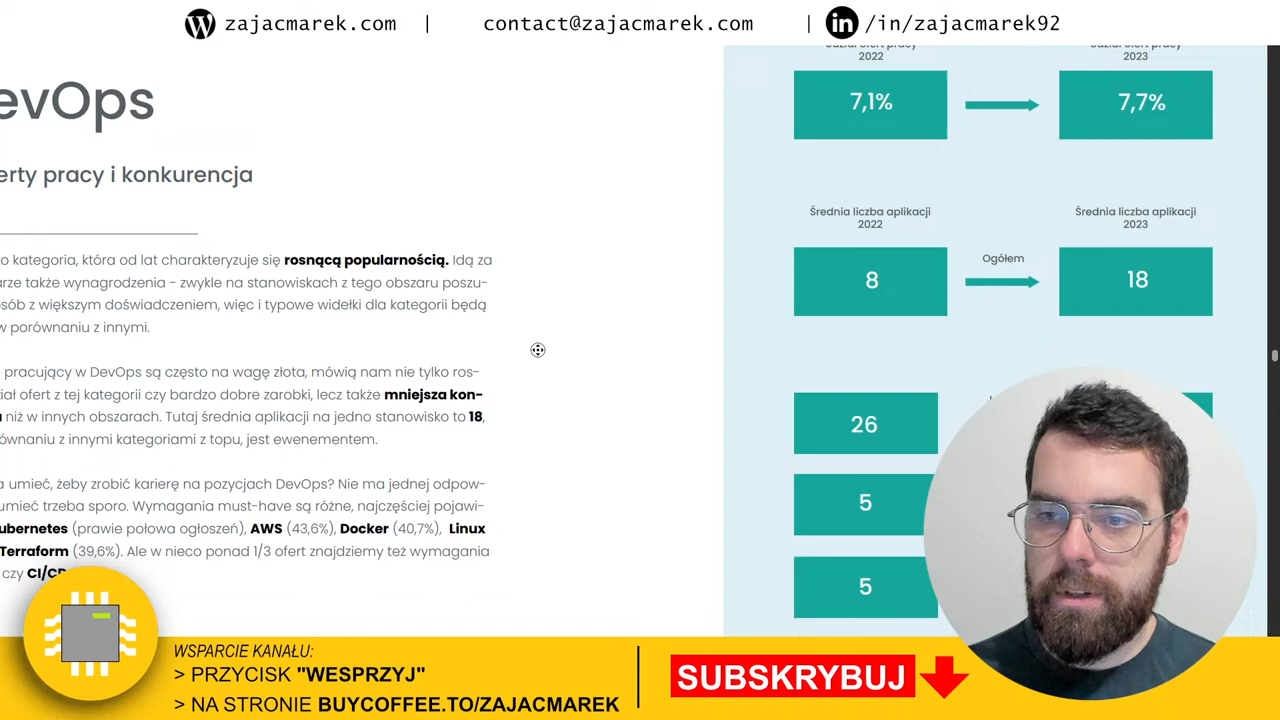 zajacmarek.com | contact@zajacmarek.com | in /in/zajacmarek92
2022
2023
evOps
7,1%
7,7%
erty pracy i konkurencja
Średnia liczba aplikacji
2022
Średnia liczba aplikacji
2023
o kategoria, która od lat charakteryzuje się rosnącą popularnością. Idą za
arze także wynagrodzenia - zwykle na stanowiskach z tego obszaru poszu-
osób z większym doświadczeniem, więc i typowe widełki dla kategorii będą
w porównaniu z innymi.
8
Ogółem
18
pracujący w DevOps są często na wagę złota, mówią nam nie tylko ros-
ział ofert z tej kategorii czy bardzo dobre zarobki, lecz także mniejsza kon-
niż w innych obszarach. Tutaj średnia aplikacji na jedno stanowisko to 18,
ównaniu z innymi kategoriami z topu, jest ewenementem.
26
5
5
a umieć, żeby zrobić karierę na pozycjach DevOps? Nie ma jednej odpow-
umieć trzeba sporo. Wymagania must-have są różne, najczęściej pojawi-
ubernetes (prawie połowa ogłoszeń), AWS (43,6%), Docker (40,7%), Linux
Terraform (39,6%). Ale w nieco ponad 1/3 ofert znajdziemy też wymagania
czy CI/CD
WSPARCIE KANAŁU:
> PRZYCISK "WESPRZYJ"
> NA STRONIE BUYCOFFEE.TO/ZAJACMAREK
SUBSKRYBUJ